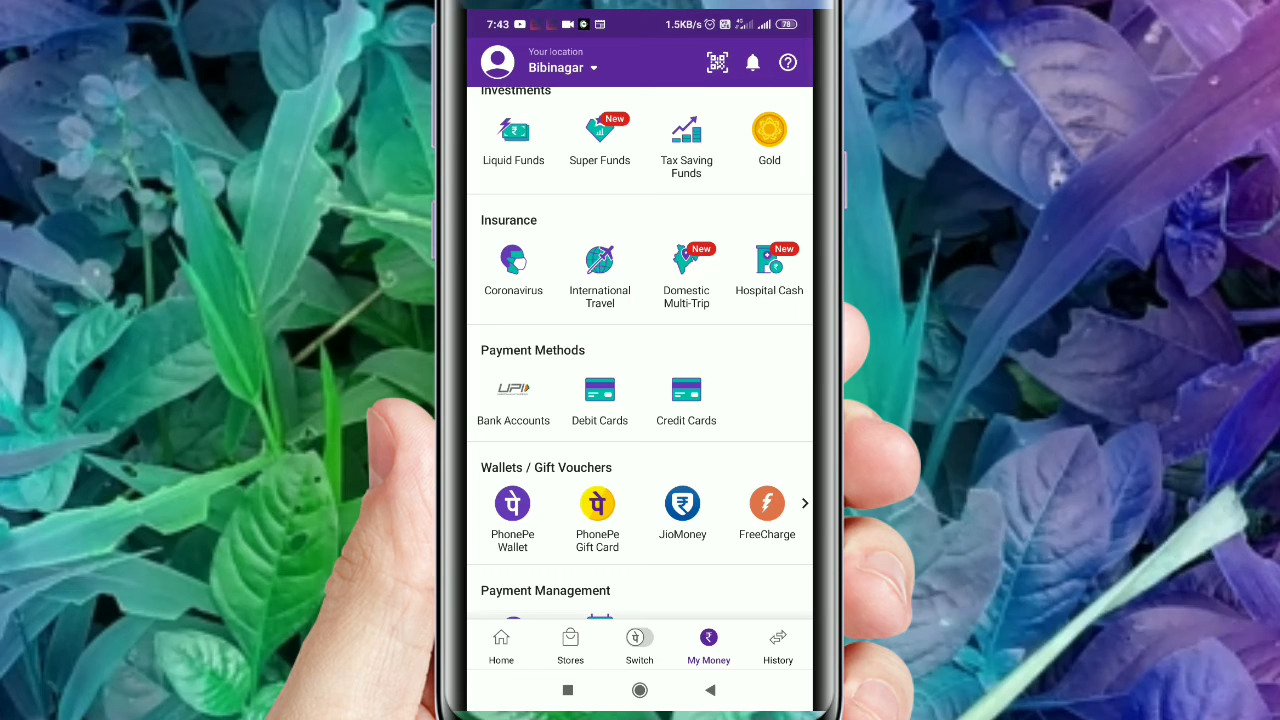 7:43
1.5KB/s
4G
78
Your location
Bibinagar
Investments
New
Liquid Funds
Super Funds
Tax Saving
Funds
Gold
Insurance
New
New
Coronavirus
International
Travel
Domestic
Multi-Trip
Hospital Cash
Payment Methods
UPI
Bank Accounts
Debit Cards
Credit Cards
Wallets / Gift Vouchers
पे
पे
PhonePe
Wallet
PhonePe
Gift Card
JioMoney
FreeCharge
Payment Management
पे
Home
Stores
Switch
My Money
History